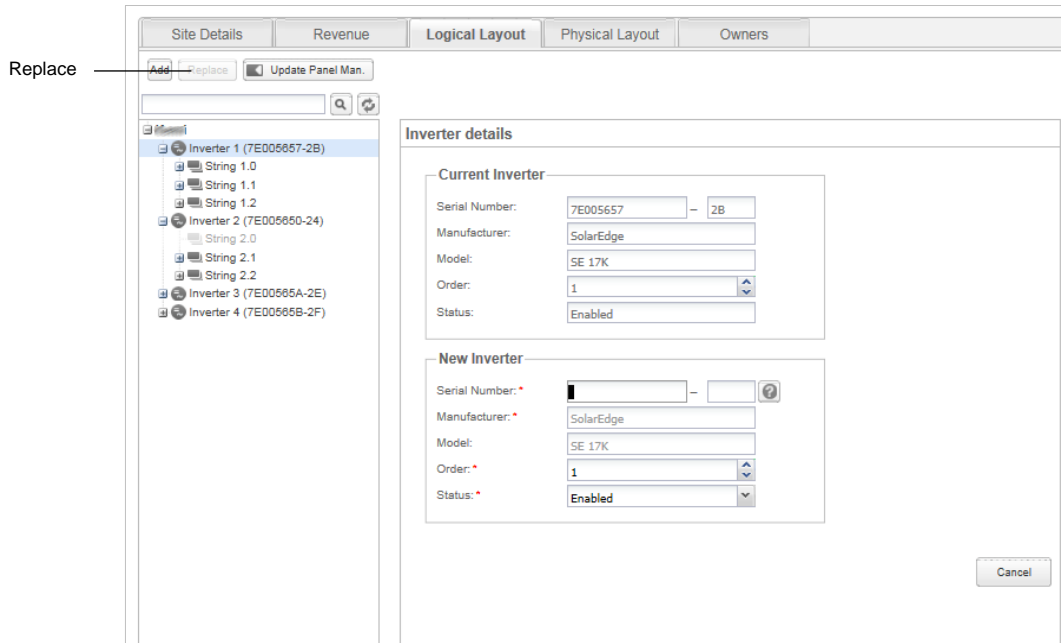 Site Details Revenue Logical Layout Physical Layout Owners
Replace
Add Replace Update Panel Man.
Inverter 1 (7E005657-2B)
String 1.0
String 1.1
String 1.2
Inverter 2 (7E005650-24)
String 2.0
String 2.1
String 2.2
Inverter 3 (7E00565A-2E)
Inverter 4 (7E00565B-2F)
Inverter details
Current Inverter
Serial Number: 7E005657 – 2B
Manufacturer: SolarEdge
Model: SE 17K
Order: 1
Status: Enabled
New Inverter
Serial Number:* –
Manufacturer:* SolarEdge
Model: SE 17K
Order:* 1
Status:* Enabled
Cancel